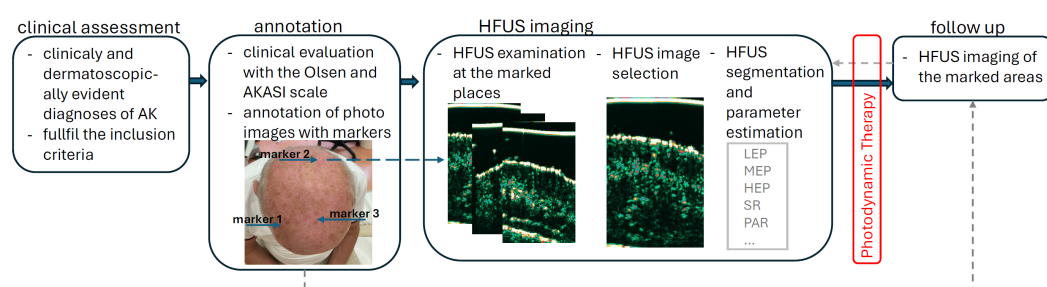 clinical assessment
- clinicaly and
dermatoscopic-
ally evident
diagnoses of AK
- fullfil the inclusion
criteria
annotation
- clinical evaluation
with the Olsen and
AKASI scale
- annotation of photo
images with markers
marker 2
marker 1
marker 3
HFUS imaging
- HFUS examination
at the marked
places
- HFUS image
selection
- HFUS
segmentation
and
parameter
estimation
LEP
MEP
HEP
SR
PAR
...
Photodynamic Therapy
follow up
- HFUS imaging of
the marked areas